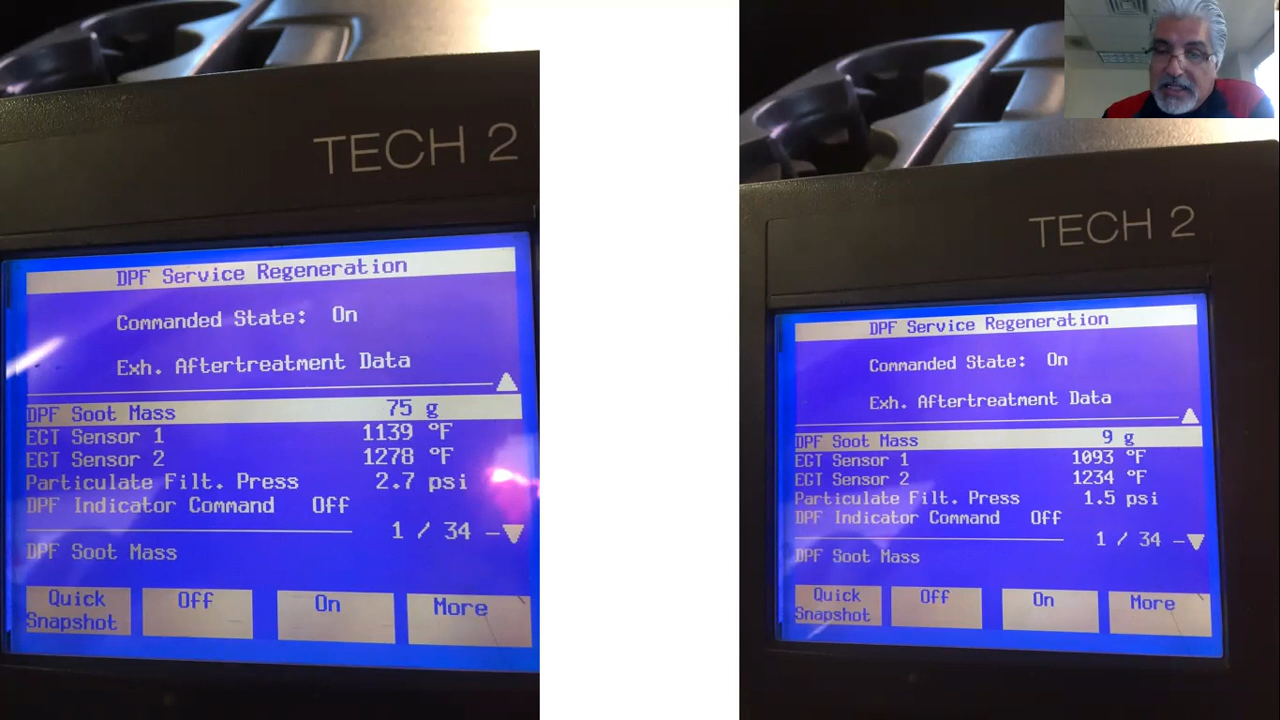 TECH 2
DPF Service Regeneration
Commanded State: On
Exh. Aftertreatment Data
DPF Soot Mass 75 g
EGT Sensor 1 1139 °F
EGT Sensor 2 1278 °F
Particulate Filt. Press 2.7 psi
DPF Indicator Command Off
1 / 34
DPF Soot Mass
Quick Snapshot Off On More
TECH 2
DPF Service Regeneration
Commanded State: On
Exh. Aftertreatment Data
DPF Soot Mass 9 g
EGT Sensor 1 1093 °F
EGT Sensor 2 1234 °F
Particulate Filt. Press 1.5 psi
DPF Indicator Command Off
1 / 34
DPF Soot Mass
Quick Snapshot Off On More